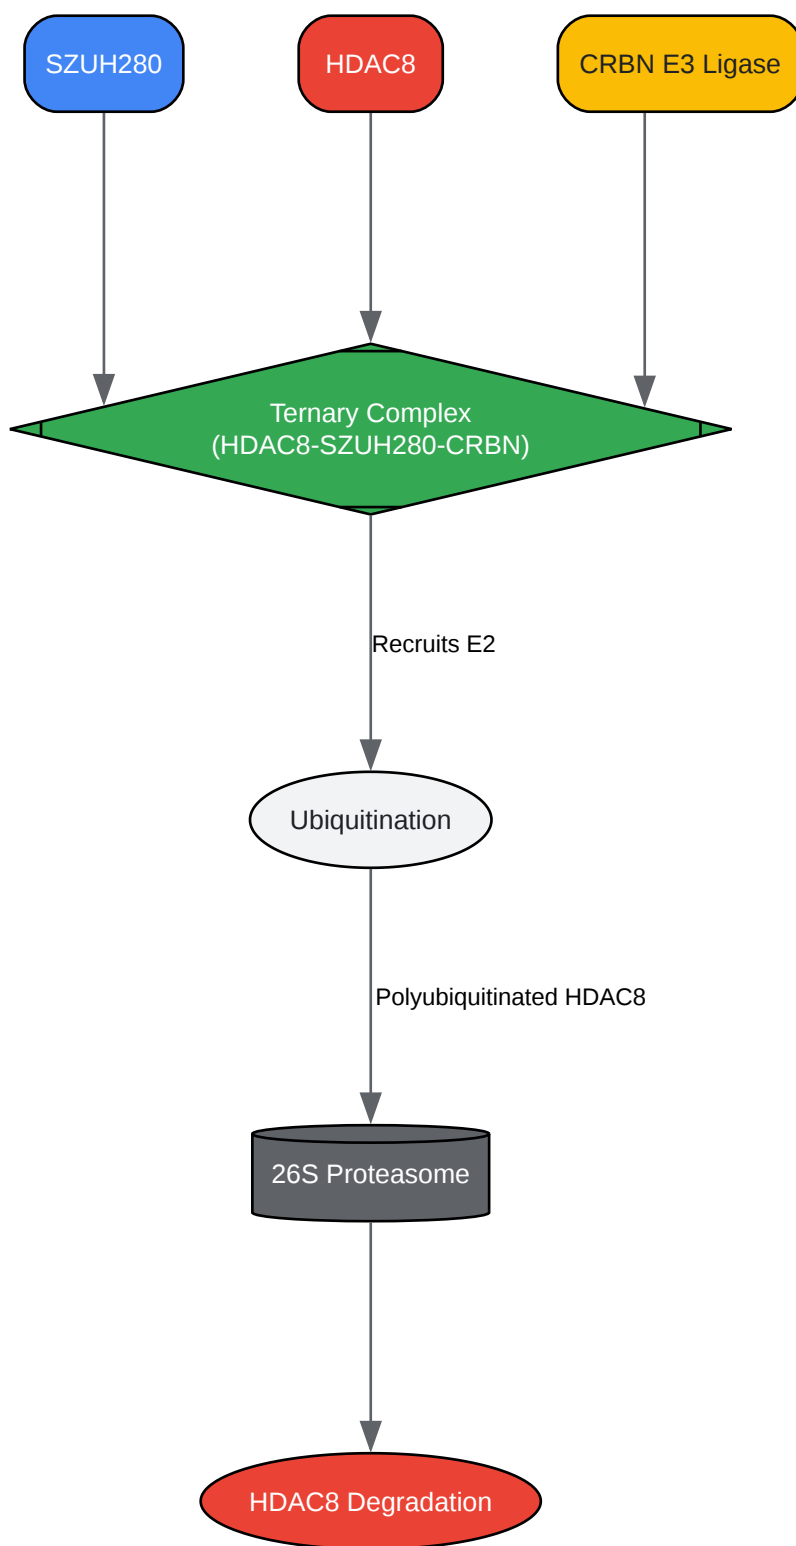 SZUH280
HDAC8
CRBN E3 Ligase
Ternary Complex
(HDAC8-SZUH280-CRBN)
Recruits E2
Ubiquitination
Polyubiquitinated HDAC8
26S Proteasome
HDAC8 Degradation